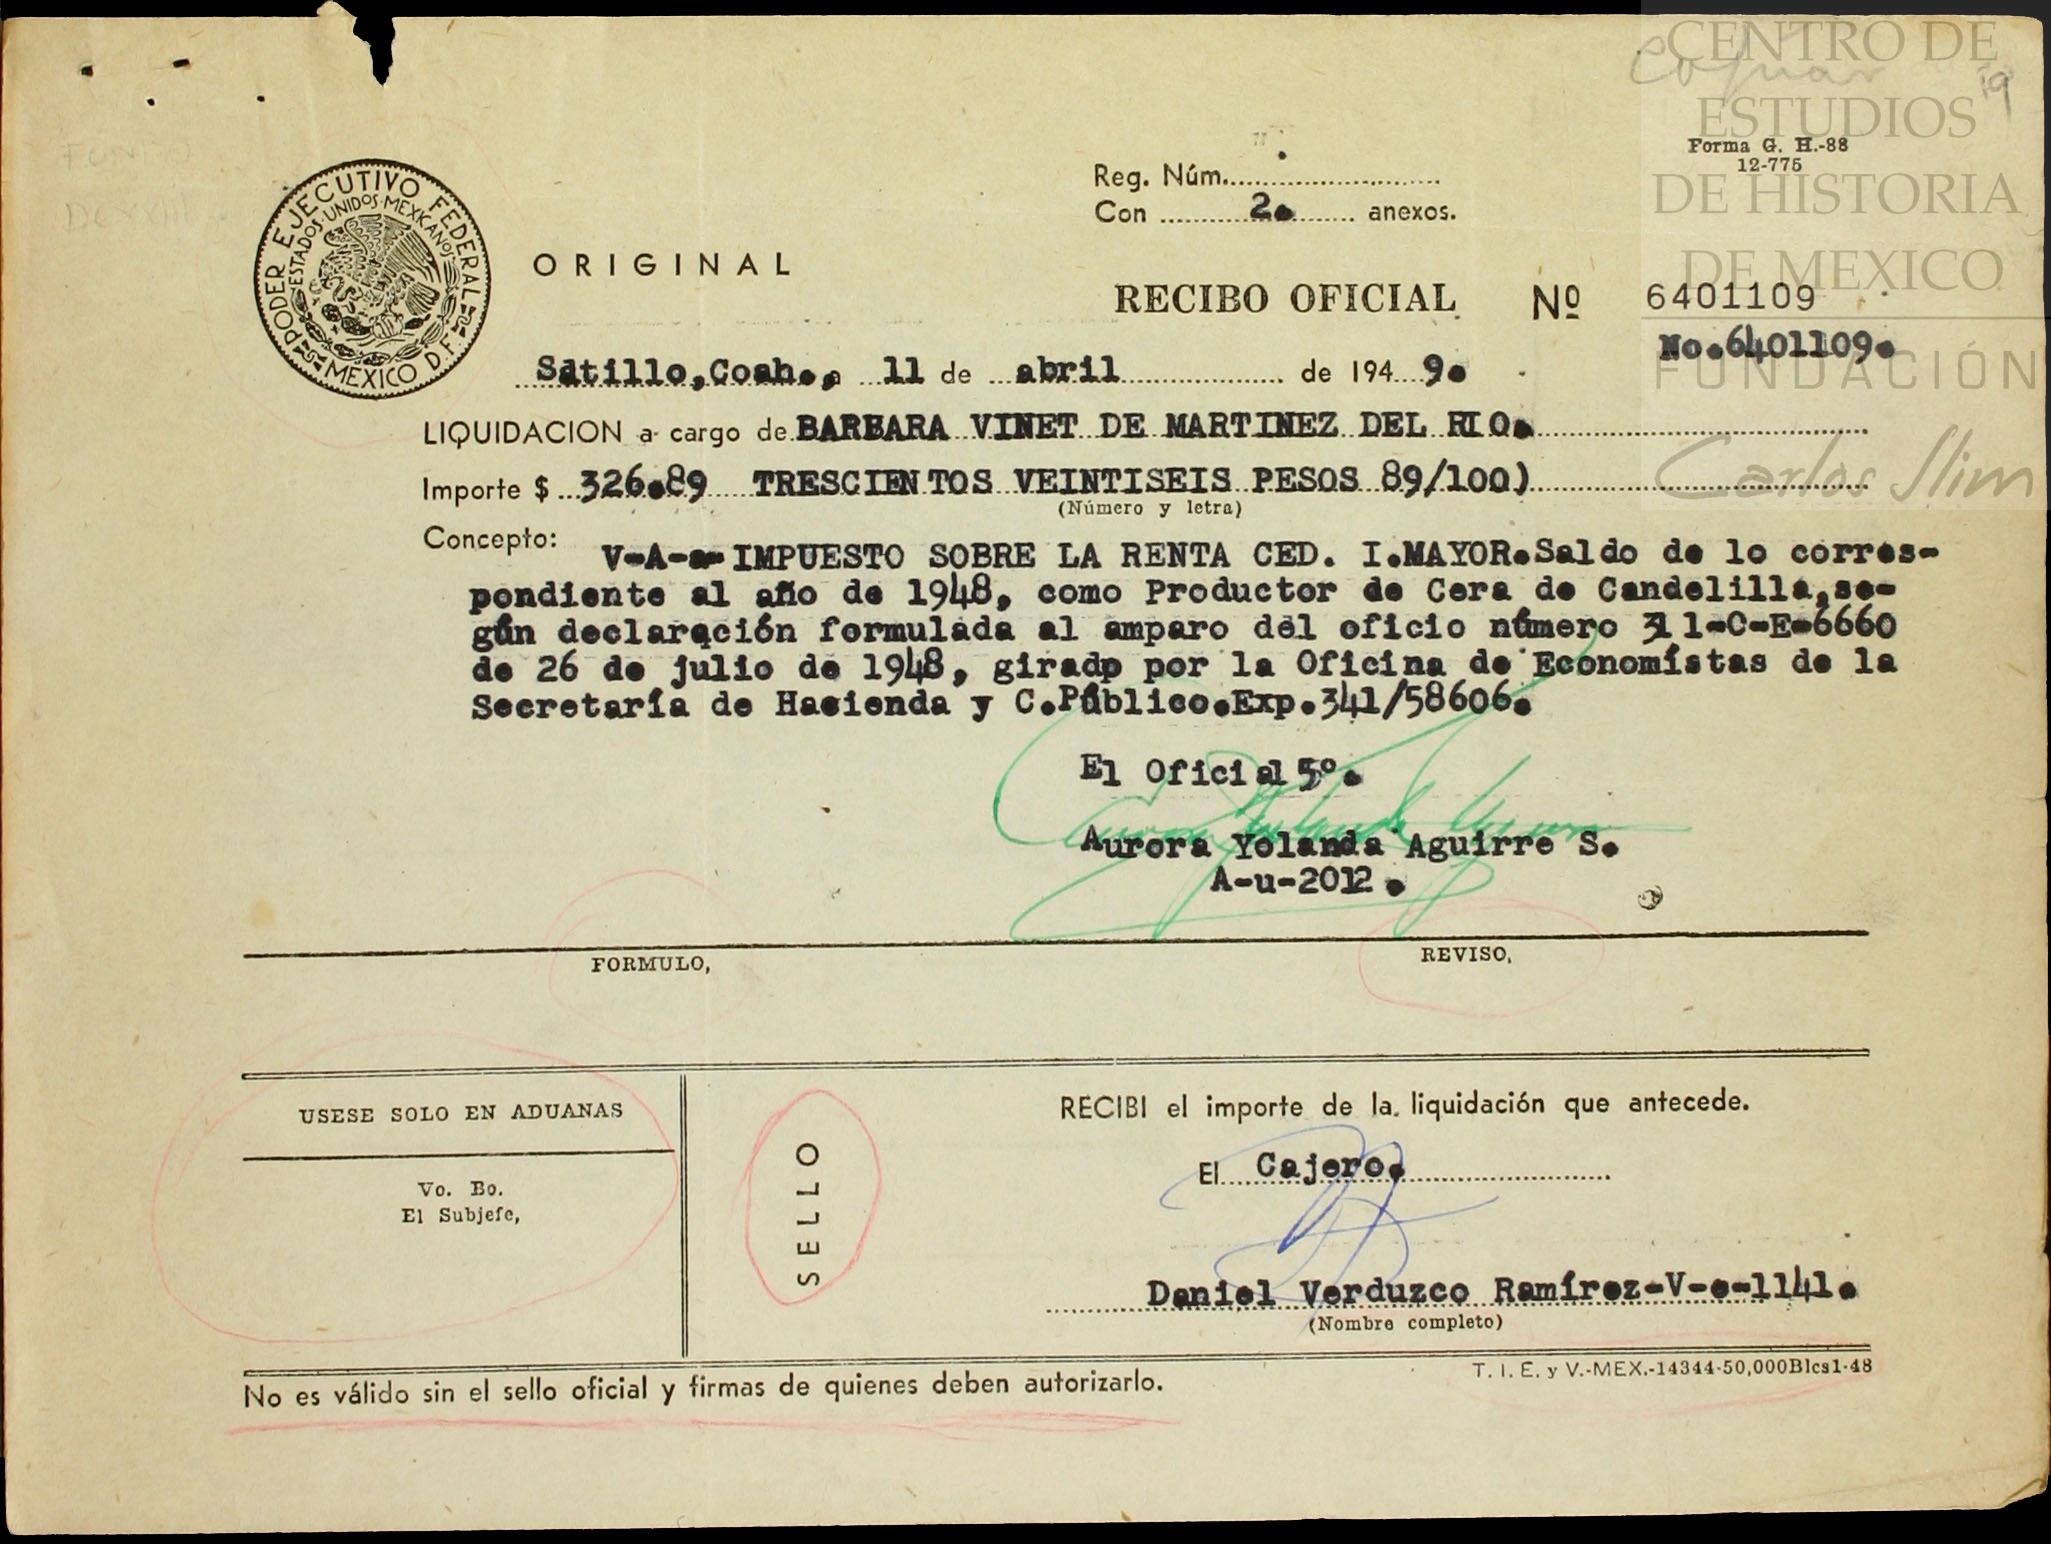 CENTRO DE
ESTUDIOS
DE HISTORIA
DE MEXICO
FUNDACIÓN
Carlos Slim
19
FONDO
Forma G. H.-88
12-775
Reg. Núm.
Con 2. anexos.
PODER EJECUTIVO FEDERAL
ESTADOS UNIDOS MEXICANOS
MEXICO D.F.
ORIGINAL
RECIBO OFICIAL Nº 6401109
No.6401109.
Satillo,Coah., a 11 de abril de 194 9.
LIQUIDACION a cargo de BARBARA VINET DE MARTINEZ DEL RIO.
Importe $ 326.89 TRESCIENTOS VEINTISEIS PESOS 89/100)
(Número y letra)
Concepto: V-A-a-IMPUESTO SOBRE LA RENTA CED. I.MAYOR.Saldo de lo corres-
pondiente al año de 1948, como Productor de Cera de Candelilla,se-
gún declaración formulada al amparo del oficio número 311-C-E-6660
de 26 de julio de 1948, girado por la Oficina de Economístas de la
Secretaría de Hacienda y C.Público.Exp.341/58606.
El Oficial 5º.
Aurora Yolanda Aguirre S.
A-u-2012.
FORMULO,
REVISO,
USESE SOLO EN ADUANAS
Vo. Bo.
El Subjefe,
SELLO
RECIBI el importe de la liquidación que antecede.
El Cajero.
Daniel Verduzco Ramírez-V-e-1141.
(Nombre completo)
T. I. E. y V.-MEX.-14344-50,000Blcs1-48
No es válido sin el sello oficial y firmas de quienes deben autorizarlo.